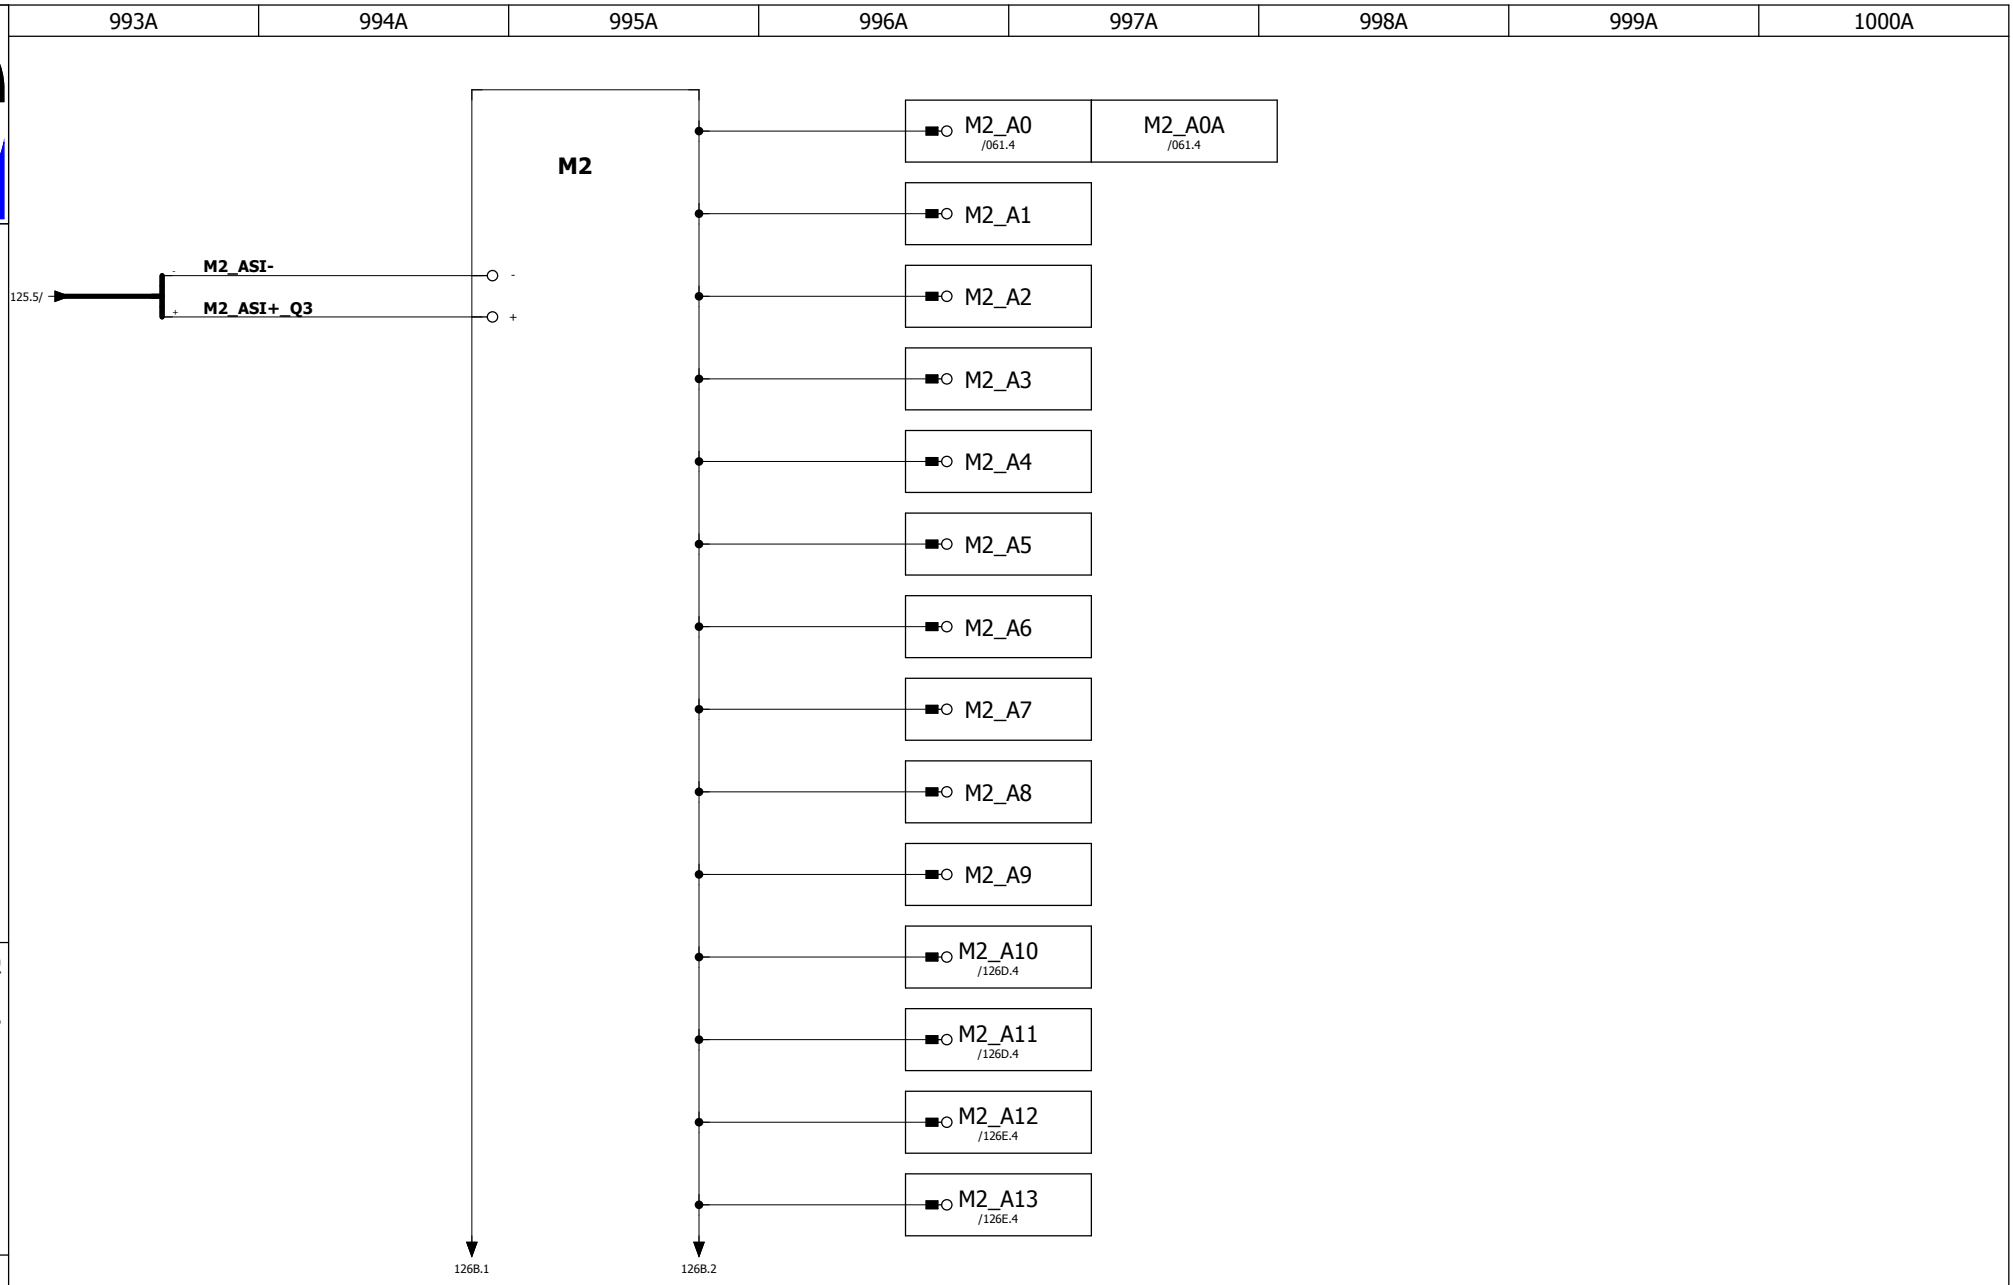 993A
994A
995A
996A
997A
998A
999A
1000A
M2
M2_A0
/061.4
M2_A0A
/061.4
M2_A1
- M2_ASI- -
125.5/
+ M2_ASI+_Q3 +
M2_A2
M2_A3
M2_A4
M2_A5
M2_A6
M2_A7
M2_A8
M2_A9
M2_A10
/126D.4
M2_A11
/126D.4
M2_A12
/126E.4
M2_A13
/126E.4
126B.1
126B.2